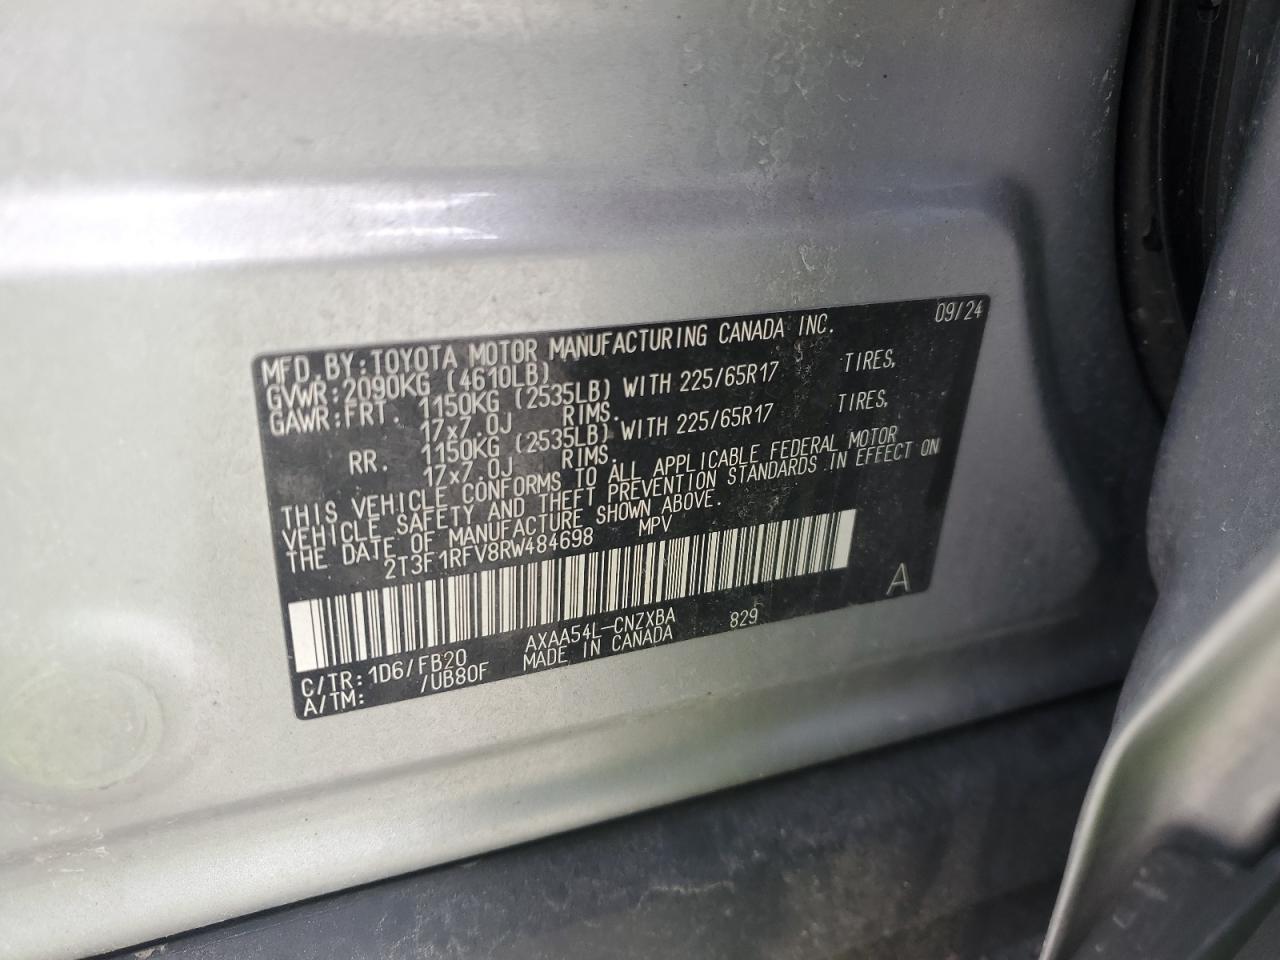 09/24
MFD. BY: TOYOTA MOTOR MANUFACTURING CANADA INC.
GVWR: 2090KG (4610LB)
GAWR: FRT. 1150KG (2535LB) WITH 225/65R17 TIRES,
17x7.0J RIMS.
RR. 1150KG (2535LB) WITH 225/65R17 TIRES,
17x7.0J RIMS.
THIS VEHICLE CONFORMS TO ALL APPLICABLE FEDERAL MOTOR
VEHICLE SAFETY AND THEFT PREVENTION STANDARDS IN EFFECT ON
THE DATE OF MANUFACTURE SHOWN ABOVE.
2T3F1RFV8RW484698 MPV
A
C/TR: 1D6/FB20 AXAA54L-CNZXBA 829
A/TM: /UB80F MADE IN CANADA